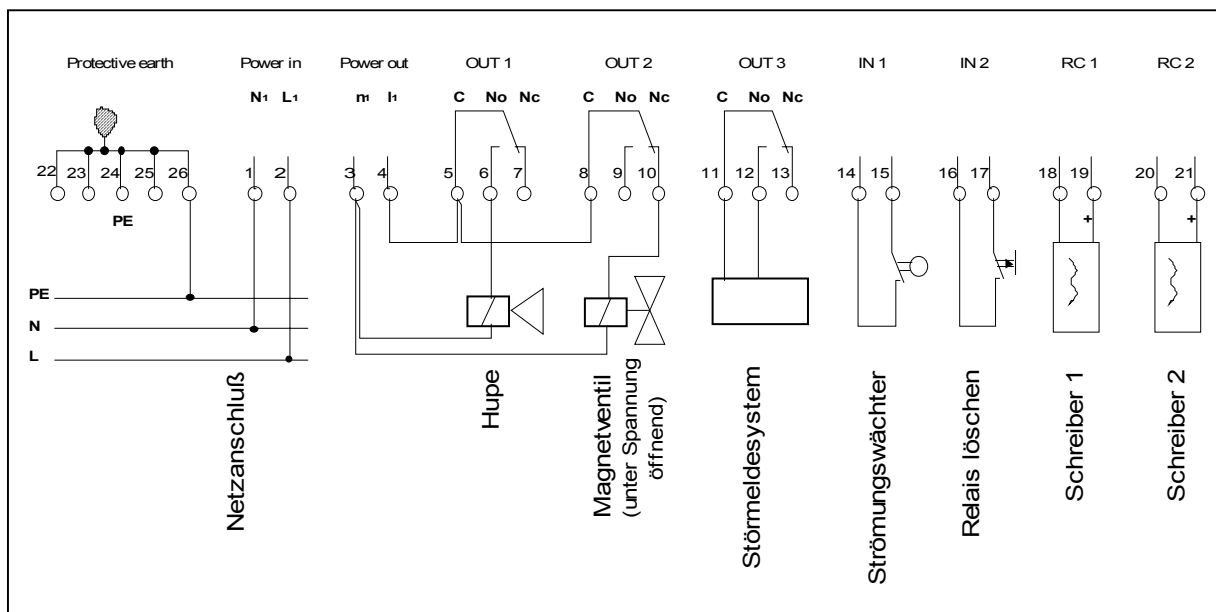 Protective earth Power in Power out OUT 1 OUT 2 OUT 3 IN 1 IN 2 RC 1 RC 2
N1 L1 n1 l1 C No Nc C No Nc C No Nc
22 23 24 25 26 1 2 3 4 5 6 7 8 9 10 11 12 13 14 15 16 17 18 19 20 21
PE + +
PE
N
L
Netzanschluß
Hupe
Magnetventil
(unter Spannung
öffnend)
Störmeldesystem
Strömungswächter
Relais löschen
Schreiber 1
Schreiber 2